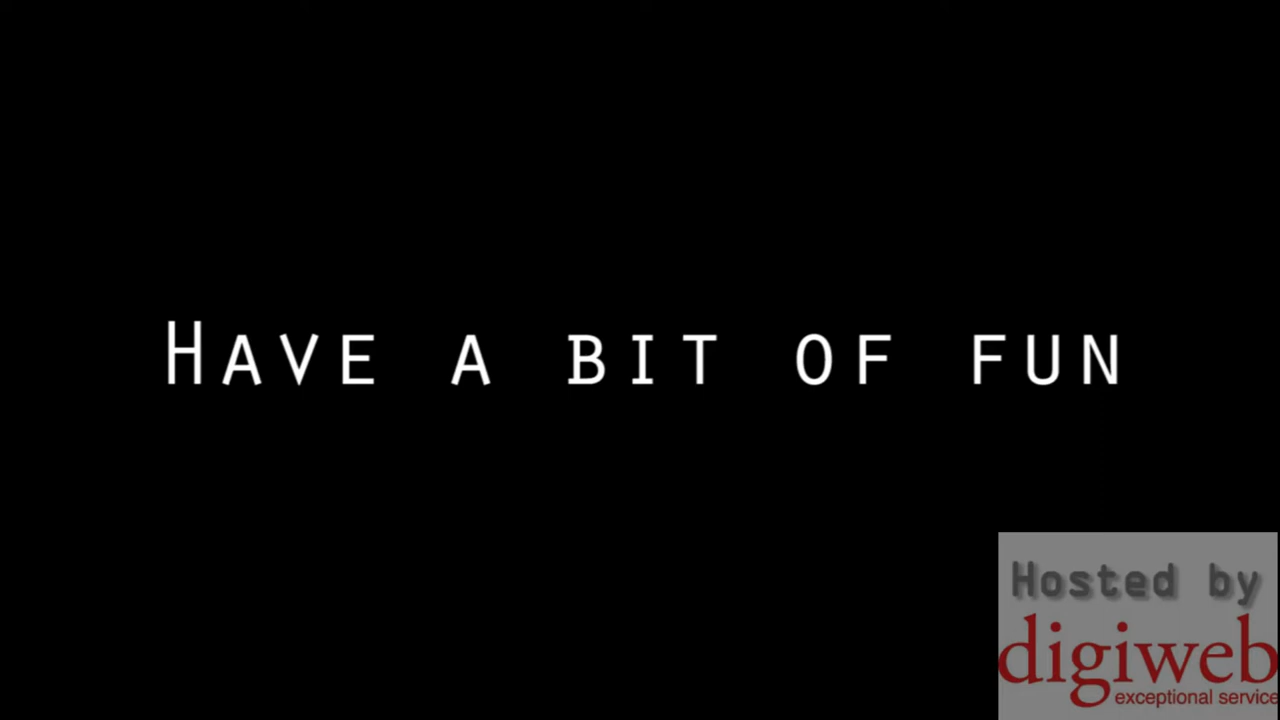 Have a bit of fun
Hosted by
digiweb
exceptional service